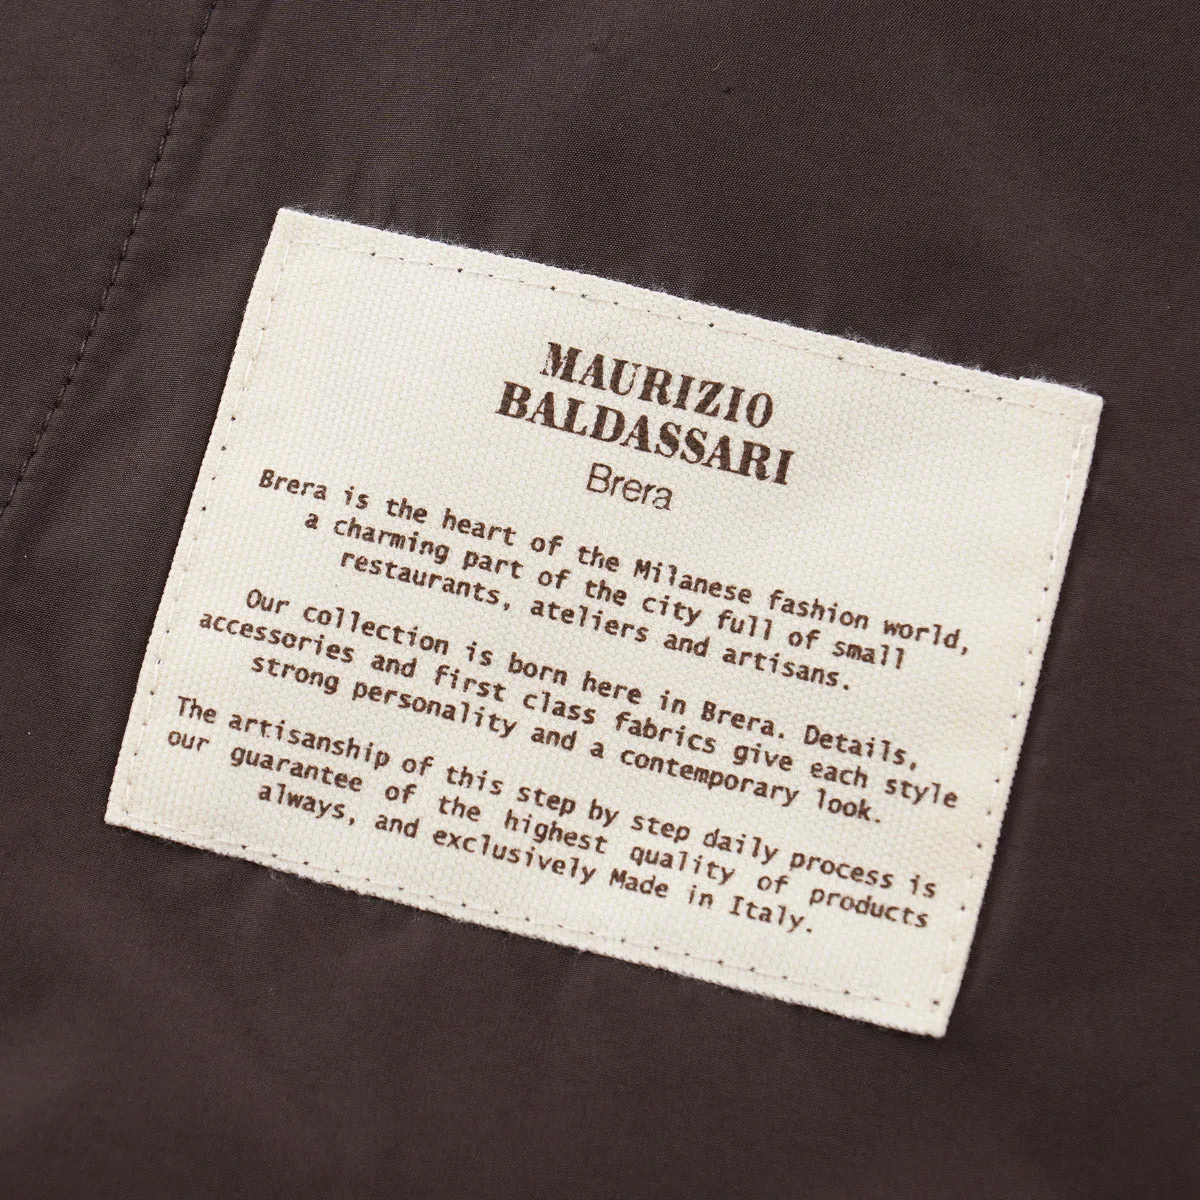 MAURIZIO
BALDASSARI
Brera
Brera is the heart of the Milanese fashion world,
a charming part of the city full of small
restaurants, ateliers and artisans.
Our collection is born here in Brera. Details,
accessories and first class fabrics give each style
strong personality and a contemporary look.
The artisanship of this step by step daily process is
our guarantee of the highest quality of products
always, and exclusively Made in Italy.